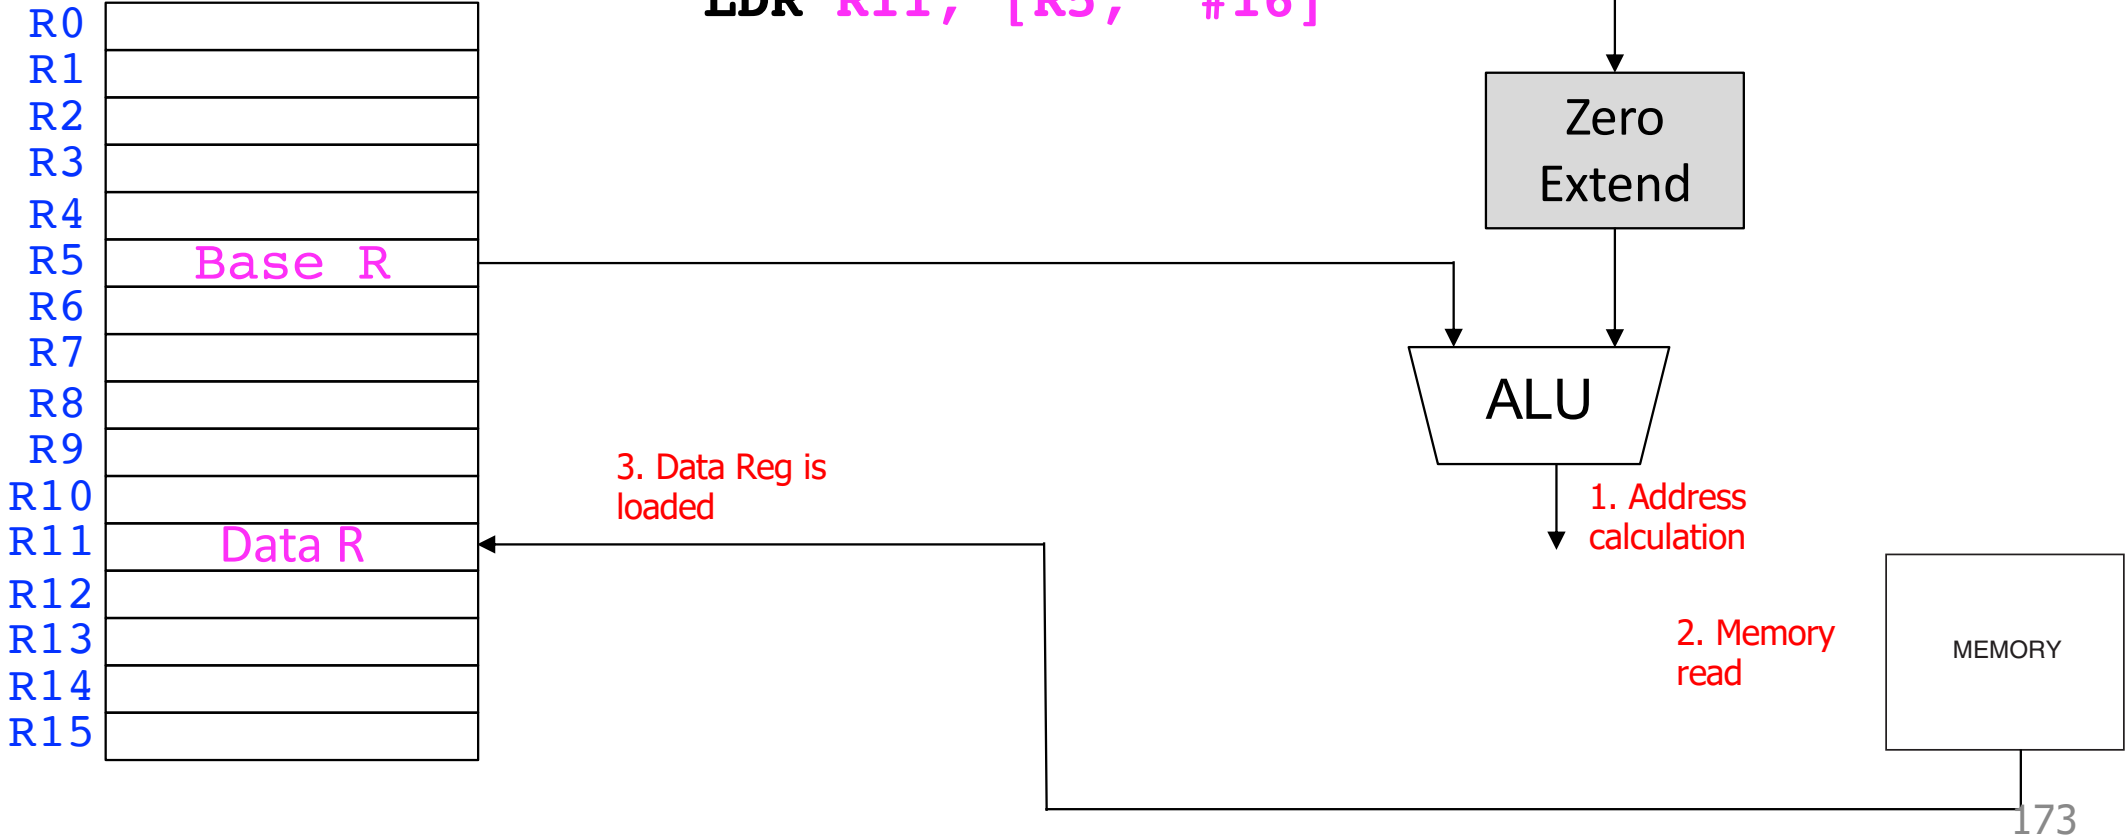 LDR R11, [R5, #16]
R0
R1
R2
R3
R4
R5 Base R
R6
R7
R8
R9
R10
R11 Data R
R12
R13
R14
R15
Zero
Extend
ALU
1. Address
calculation
3. Data Reg is
loaded
2. Memory
read
MEMORY
173